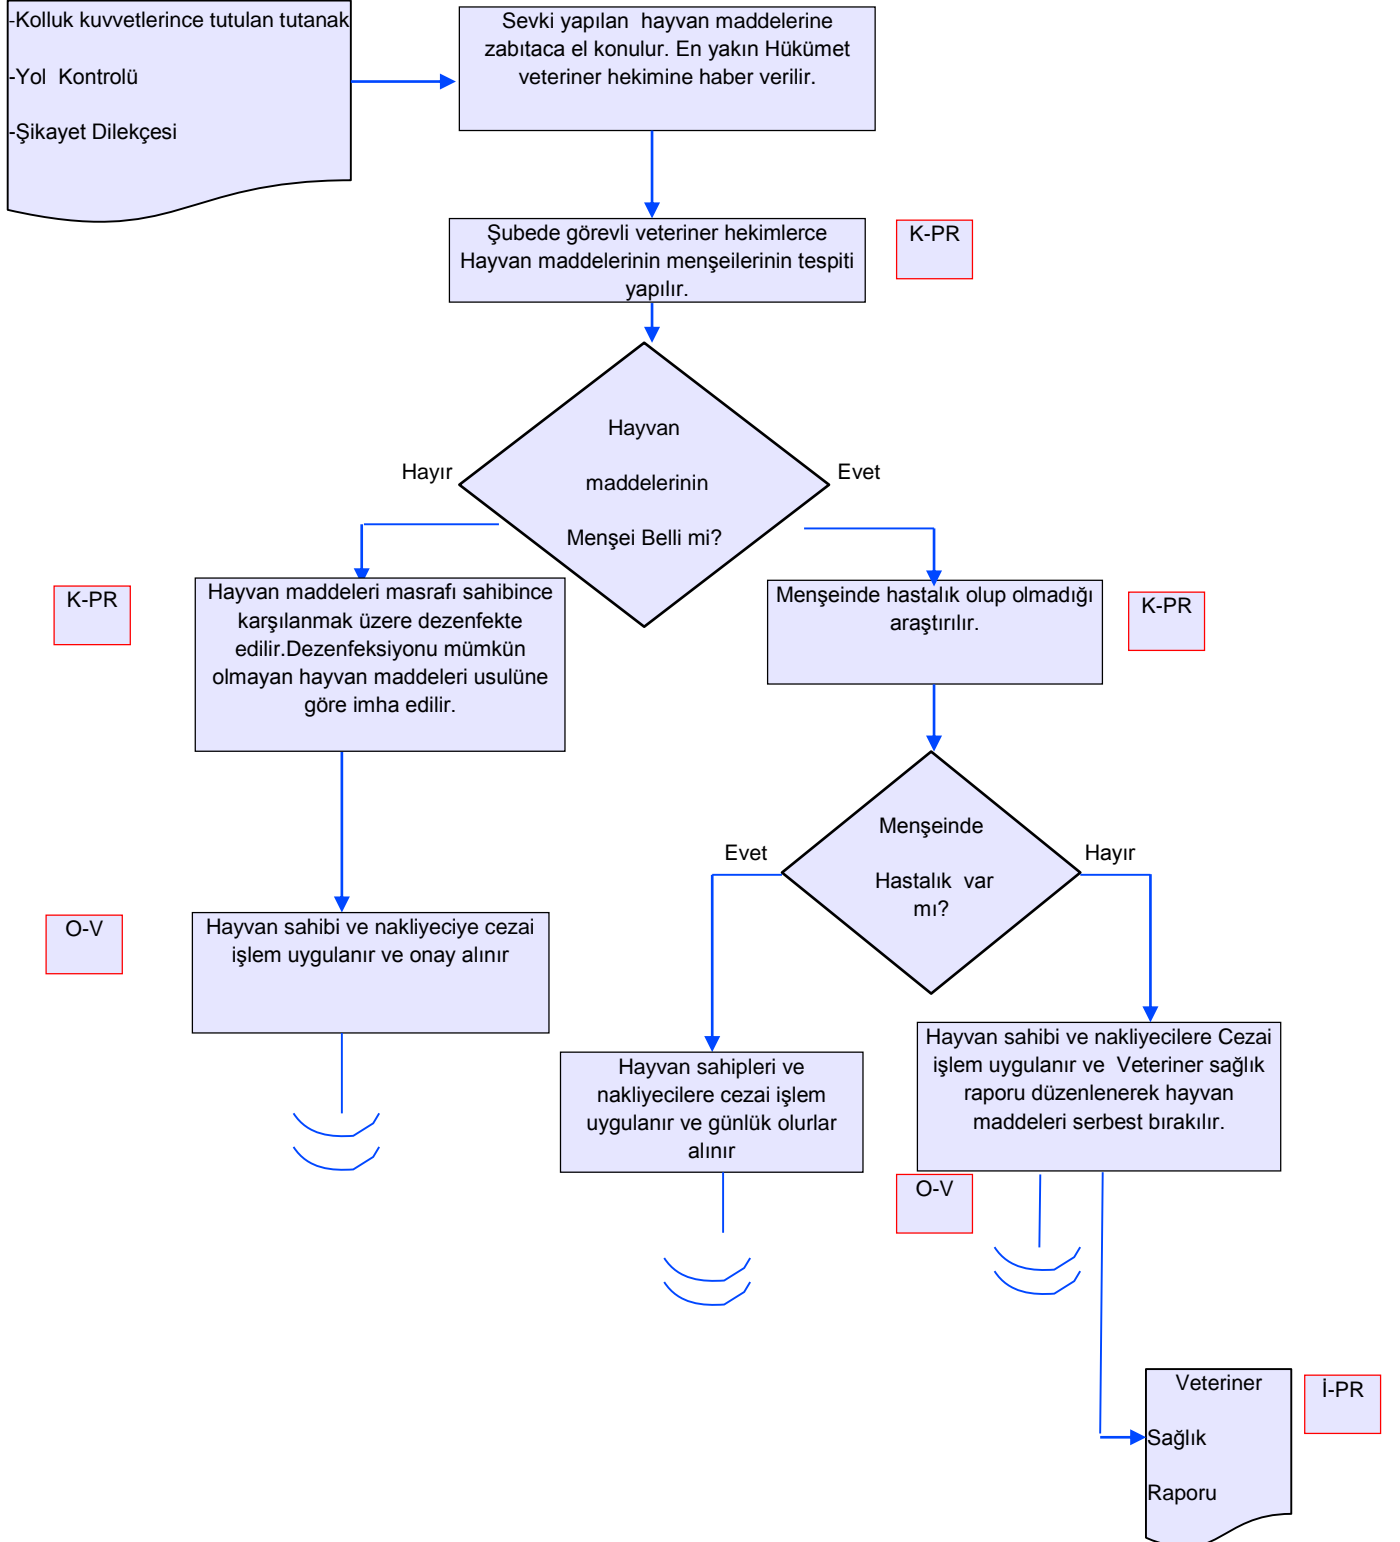 -Kolluk kuvvetlerince tutulan tutanak
-Yol Kontrolü
-Şikayet Dilekçesi
Sevki yapılan hayvan maddelerine
zabıtaca el konulur. En yakın Hükümet
veteriner hekimine haber verilir.
Şubede görevli veteriner hekimlerce
Hayvan maddelerinin menşeilerinin tespiti
yapılır.
K-PR
Hayvan
maddelerinin
Menşei Belli mi?
Hayır
Evet
K-PR
Hayvan maddeleri masrafı sahibince
karşılanmak üzere dezenfekte
edilir.Dezenfeksiyonu mümkün
olmayan hayvan maddeleri usulüne
göre imha edilir.
Menşeinde hastalık olup olmadığı
araştırılır.
K-PR
Menşeinde
Hastalık var
mı?
Evet
Hayır
O-V
Hayvan sahibi ve nakliyeciye cezai
işlem uygulanır ve onay alınır
Hayvan sahipleri ve
nakliyecilere cezai işlem
uygulanır ve günlük olurlar
alınır
Hayvan sahibi ve nakliyecilere Cezai
işlem uygulanır ve Veteriner sağlık
raporu düzenlenerek hayvan
maddeleri serbest bırakılır.
O-V
Veteriner
Sağlık
Raporu
İ-PR